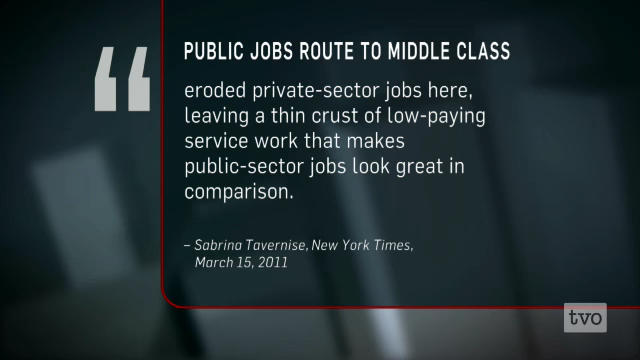 “
PUBLIC JOBS ROUTE TO MIDDLE CLASS
eroded private-sector jobs here,
leaving a thin crust of low-paying
service work that makes
public-sector jobs look great in
comparison.
– Sabrina Tavernise, New York Times,
March 15, 2011
tvo